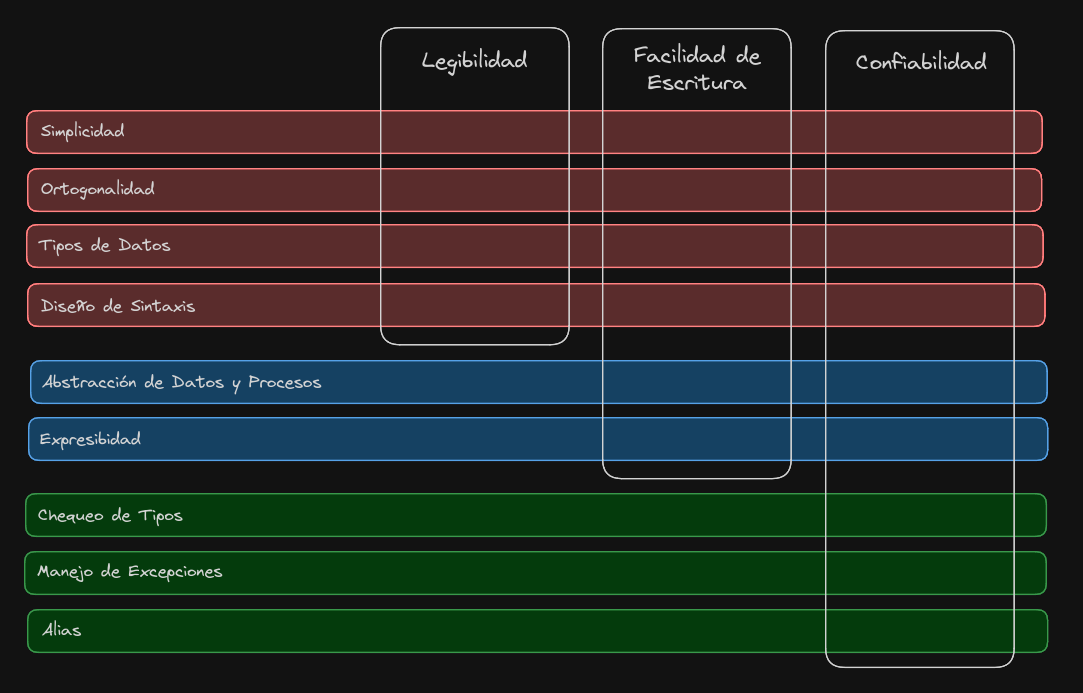 Legibilidad
Facilidad de
Escritura
Confiabilidad
Simplicidad
Ortogonalidad
Tipos de Datos
Diseño de Sintaxis
Abstracción de Datos y Procesos
Expresibidad
Chequeo de Tipos
Manejo de Excepciones
Alias